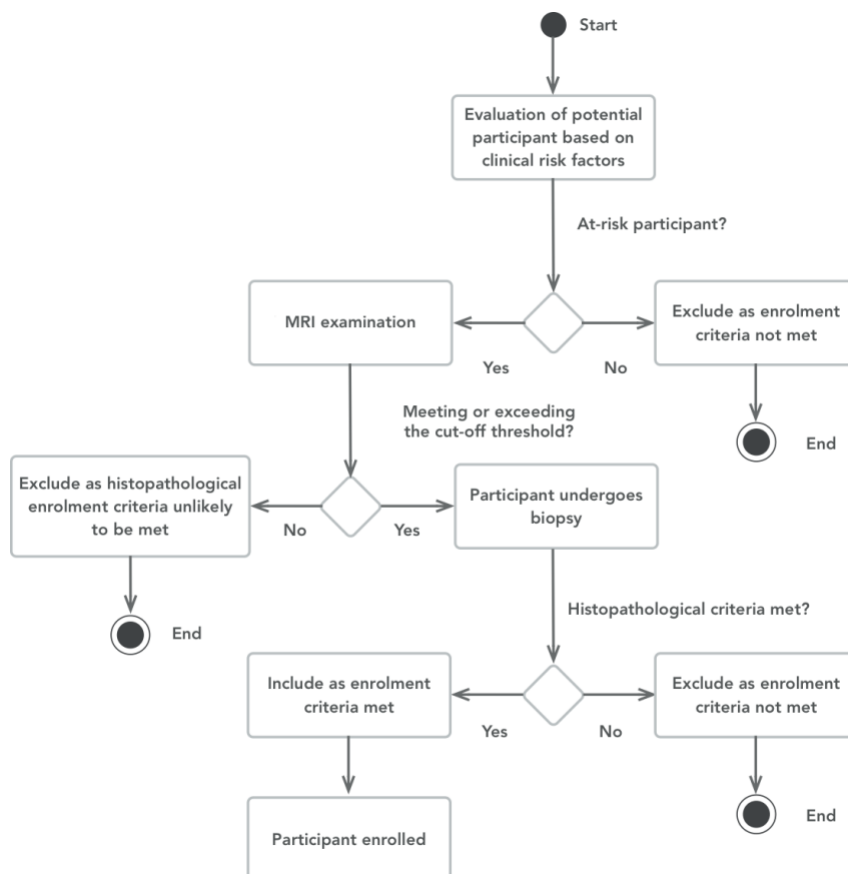 Start
Evaluation of potential
participant based on
clinical risk factors
At-risk participant?
MRI examination
Exclude as enrolment
criteria not met
Yes
No
Meeting or exceeding
the cut-off threshold?
End
Exclude as histopathological
enrolment criteria unlikely
to be met
Participant undergoes
biopsy
No
Yes
Histopathological criteria met?
End
Include as enrolment
criteria met
Exclude as enrolment
criteria not met
Yes
No
End
Participant enrolled